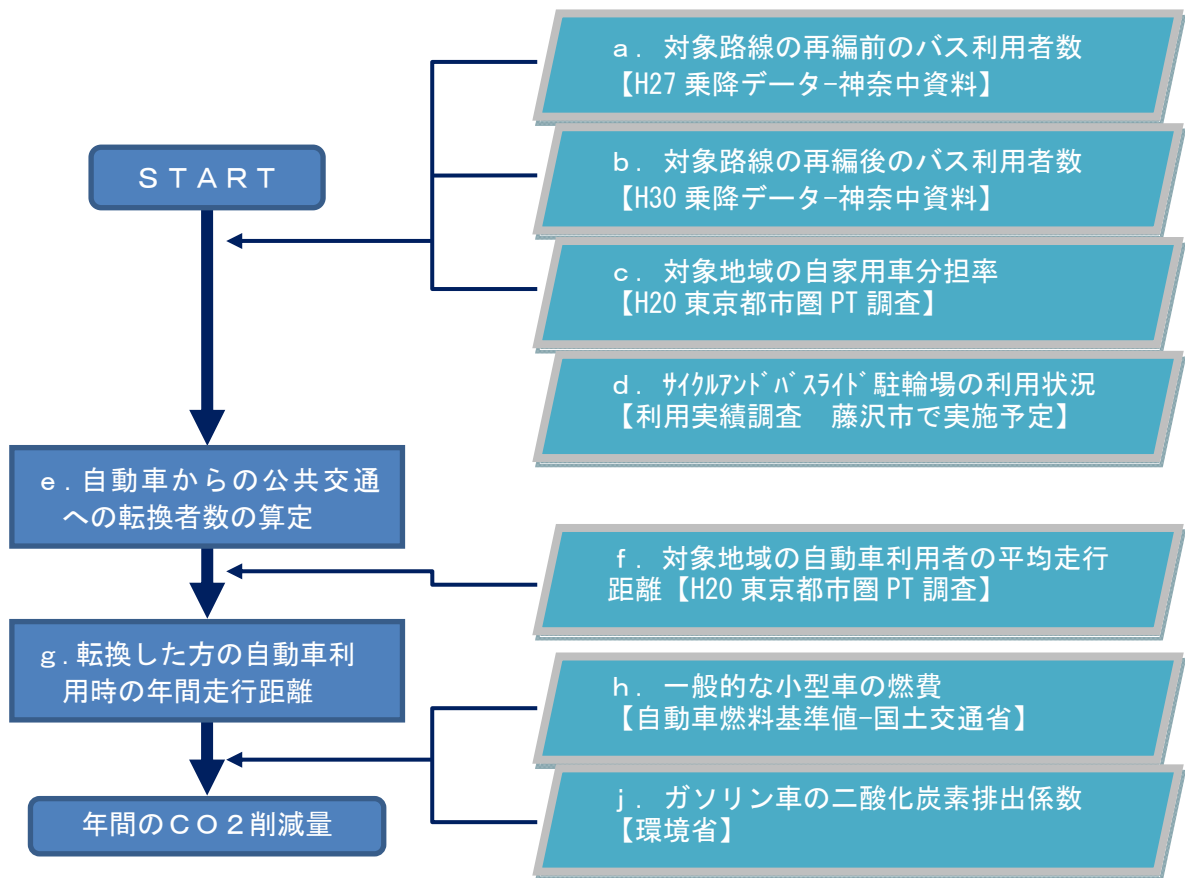 ＳＴＡＲＴ
ａ．対象路線の再編前のバス利用者数
【H27 乗降データ-神奈中資料】
ｂ．対象路線の再編後のバス利用者数
【H30 乗降データ-神奈中資料】
ｃ．対象地域の自家用車分担率
【H20 東京都市圏 PT 調査】
ｄ．ｻｲｸﾙｱﾝﾄﾞﾊﾞｽﾗｲﾄﾞ駐輪場の利用状況
【利用実績調査　藤沢市で実施予定】
ｅ．自動車からの公共交通
への転換者数の算定
ｆ．対象地域の自動車利用者の平均走行
距離【H20 東京都市圏 PT 調査】
ｇ．転換した方の自動車利
用時の年間走行距離
ｈ．一般的な小型車の燃費
【自動車燃料基準値-国土交通省】
ｊ．ガソリン車の二酸化炭素排出係数
【環境省】
年間のＣＯ２削減量